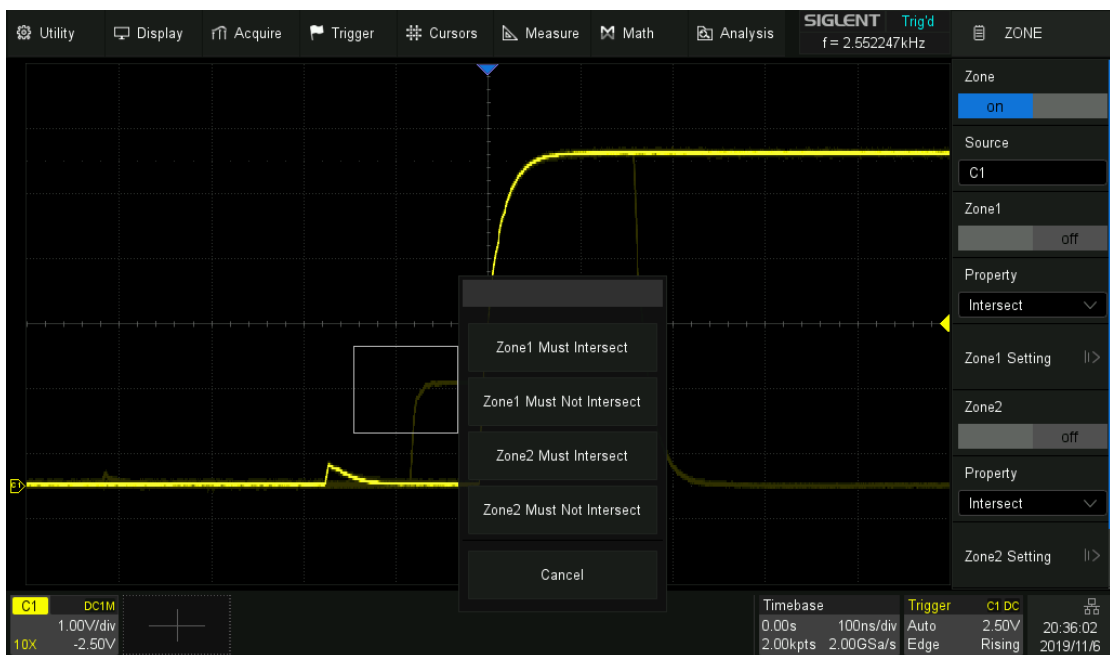 Utility Display Acquire Trigger Cursors Measure Math Analysis
SIGLENT Trig'd
f = 2.552247kHz
ZONE
Zone
on
Source
C1
Zone1
off
Property
Intersect
Zone1 Setting
Zone2
off
Property
Intersect
Zone2 Setting
Zone1 Must Intersect
Zone1 Must Not Intersect
Zone2 Must Intersect
Zone2 Must Not Intersect
Cancel
C1
C1 DC1M
1.00V/div
10X -2.50V
Timebase
0.00s 100ns/div
2.00kpts 2.00GSa/s
Trigger C1 DC
Auto 2.50V
Edge Rising
20:36:02
2019/11/6